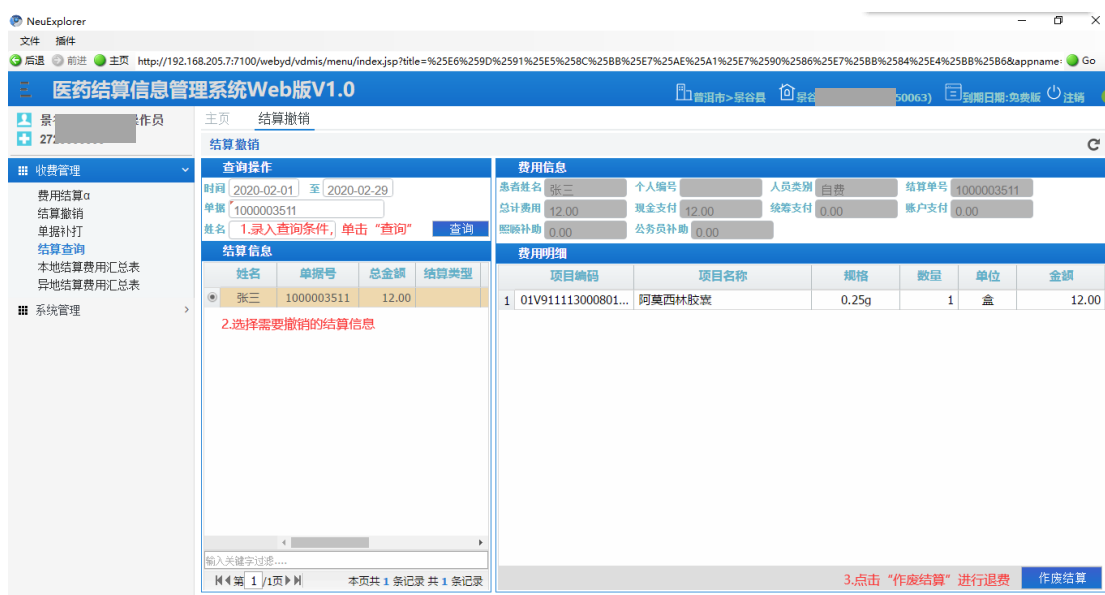 NeuExplorer
文件 插件
后退 前进 主页 http://192.168.205.7:7100/webyd/vdmis/menu/index.jsp?title=%25E6%259D%2591%25E5%258C%25BB%25E7%25AE%25A1%25E7%2590%2586%25E7%25BB%2584%25E4%25BB%25B6&appname= Go
医药结算信息管理系统Web版V1.0
普洱市>景谷县 景谷 50063) 到期日期:免费版 注销
作员
272
主页 结算撤销
结算撤销
收费管理
费用结算α
结算撤销
单据补打
结算查询
本地结算费用汇总表
异地结算费用汇总表
系统管理
查询操作
时间 2020-02-01 至 2020-02-29
单据 1000003511
姓名 1.录入查询条件, 单击“查询” 查询
结算信息
姓名 单据号 总金额 结算类型
张三 1000003511 12.00
2.选择需要撤销的结算信息
输入关键字过滤....
第 1 /1页 本页共 1 条记录 共 1 条记录
费用信息
患者姓名 张三 个人编号 人员类别 自费 结算单号 1000003511
总计费用 12.00 现金支付 12.00 统筹支付 0.00 账户支付 0.00
照顾补助 0.00 公务员补助 0.00
费用明细
项目编码 项目名称 规格 数量 单位 金额
1 01V911113000801... 阿莫西林胶囊 0.25g 1 盒 12.00
3.点击“作废结算”进行退费 作废结算